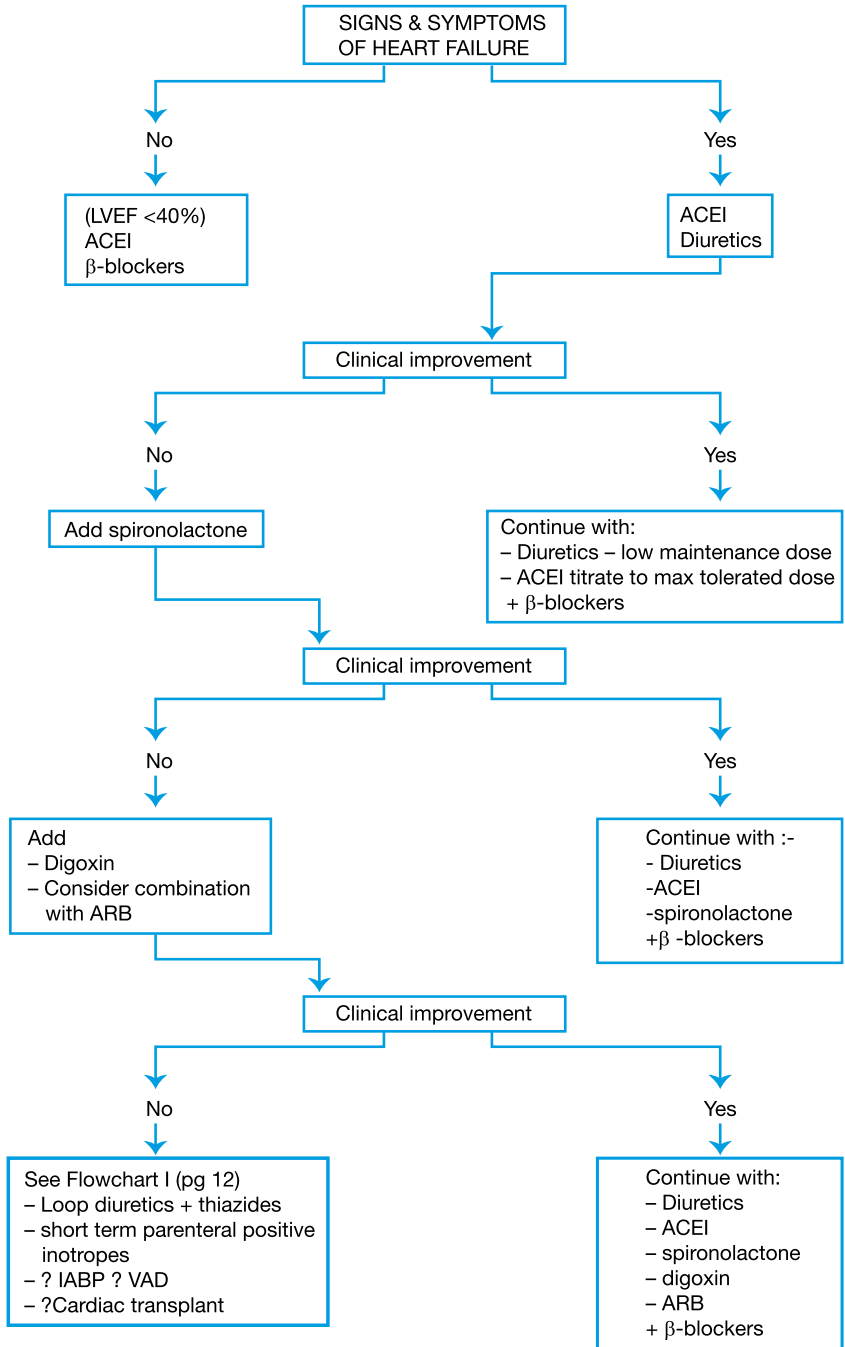 SIGNS & SYMPTOMS
OF HEART FAILURE
No
Yes
(LVEF <40%)
ACEI
β-blockers
ACEI
Diuretics
Clinical improvement
No
Yes
Add spironolactone
Continue with:
– Diuretics – low maintenance dose
– ACEI titrate to max tolerated dose
+ β-blockers
Clinical improvement
No
Yes
Add
– Digoxin
– Consider combination
with ARB
Continue with :-
- Diuretics
-ACEI
-spironolactone
+β -blockers
Clinical improvement
No
Yes
See Flowchart I (pg 12)
– Loop diuretics + thiazides
– short term parenteral positive
inotropes
– ? IABP ? VAD
– ?Cardiac transplant
Continue with:
– Diuretics
– ACEI
– spironolactone
– digoxin
– ARB
+ β-blockers